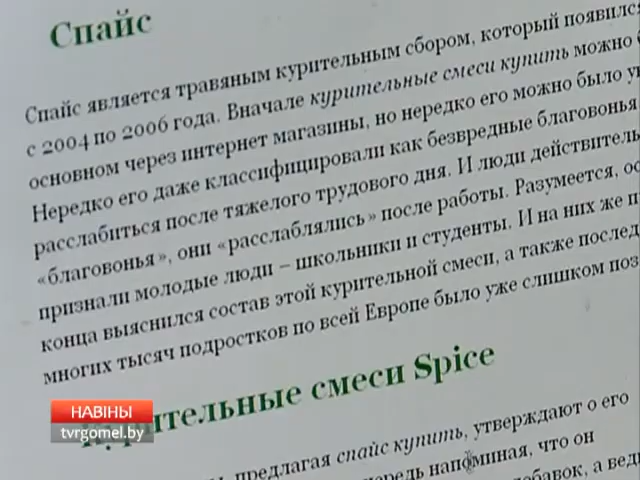 Спайс
Спайс является травяным курительным сбором, который появился
с 2004 по 2006 года. Вначале курительные смеси купить можно б
основном через интернет магазины, но нередко его можно было у
Нередко его даже классифицировали как безвредные благовонья
расслабиться после тяжелого трудового дня. И люди действитель
«благовонья», они «расслаблялись» после работы. Разумеется, ос
признали молодые люди – школьники и студенты. И на них же п
конца выяснился состав этой курительной смеси, а также послед
многих тысяч подростков по всей Европе было уже слишком поз
Курительные смеси Spice
предлагая спайс купить, утверждают о его
напоминая, что он
добавок, а ведь
НАВІНЫ
tvrgomel.by